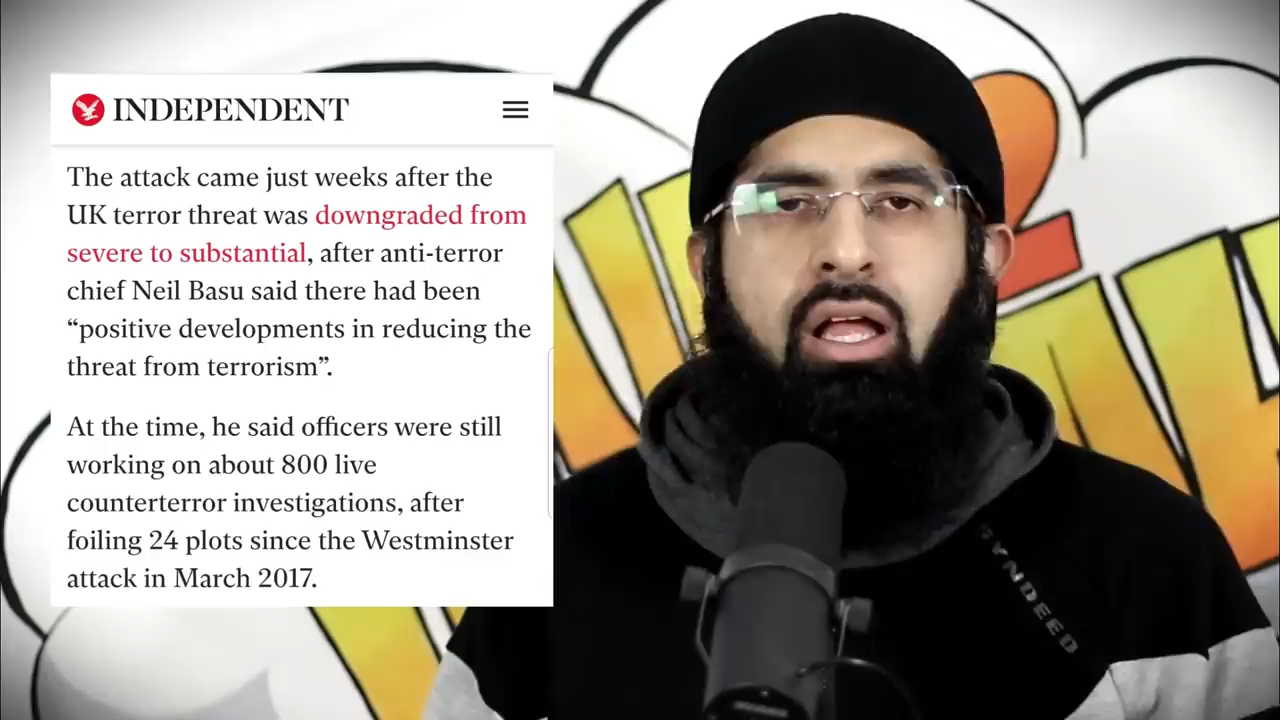 INDEPENDENT
The attack came just weeks after the
UK terror threat was downgraded from
severe to substantial, after anti-terror
chief Neil Basu said there had been
“positive developments in reducing the
threat from terrorism”.
At the time, he said officers were still
working on about 800 live
counterterror investigations, after
foiling 24 plots since the Westminster
attack in March 2017.
2
SYNDEED